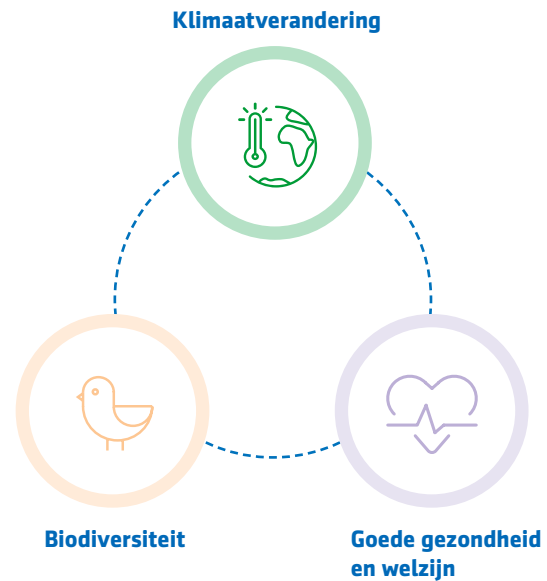 Klimaatverandering
Biodiversiteit
Goede gezondheid
en welzijn